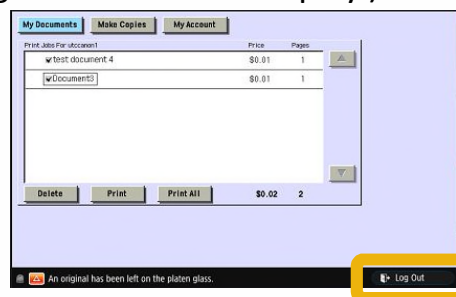 My Documents Make Copies My Account
Print Jobs For utccanon1 Price Pages
test document 4 $0.01 1
Document3 $0.01 1
Delete Print Print All $0.02 2
An original has been left on the platen glass.
Log Out